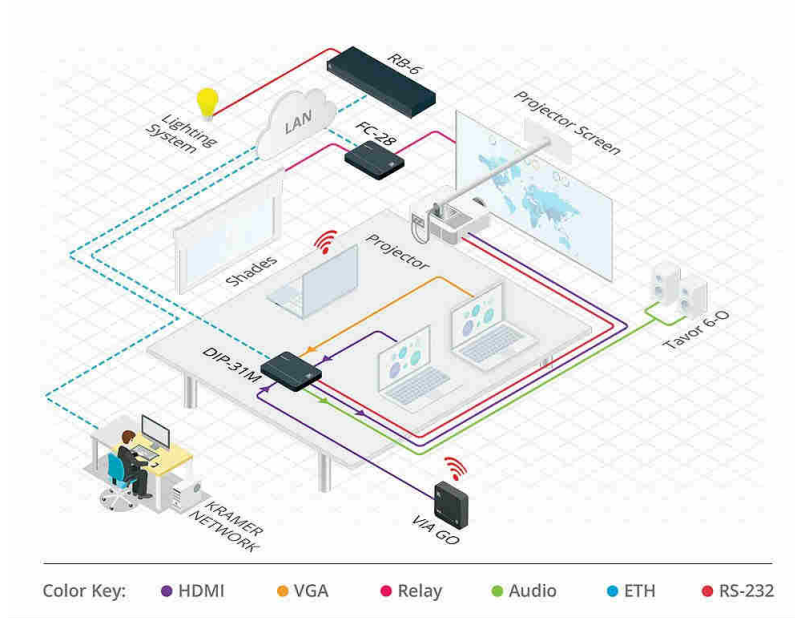 RB-6
Lighting
System
LAN
FC-28
Projector Screen
Shades
Projector
Tavor 6-O
DIP-31M
KRAMER
NETWORK
VIA GO
Color Key: HDMI VGA Relay Audio ETH RS-232